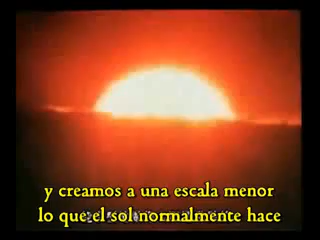 y creamos a una escala menor
lo que el sol normalmente hace